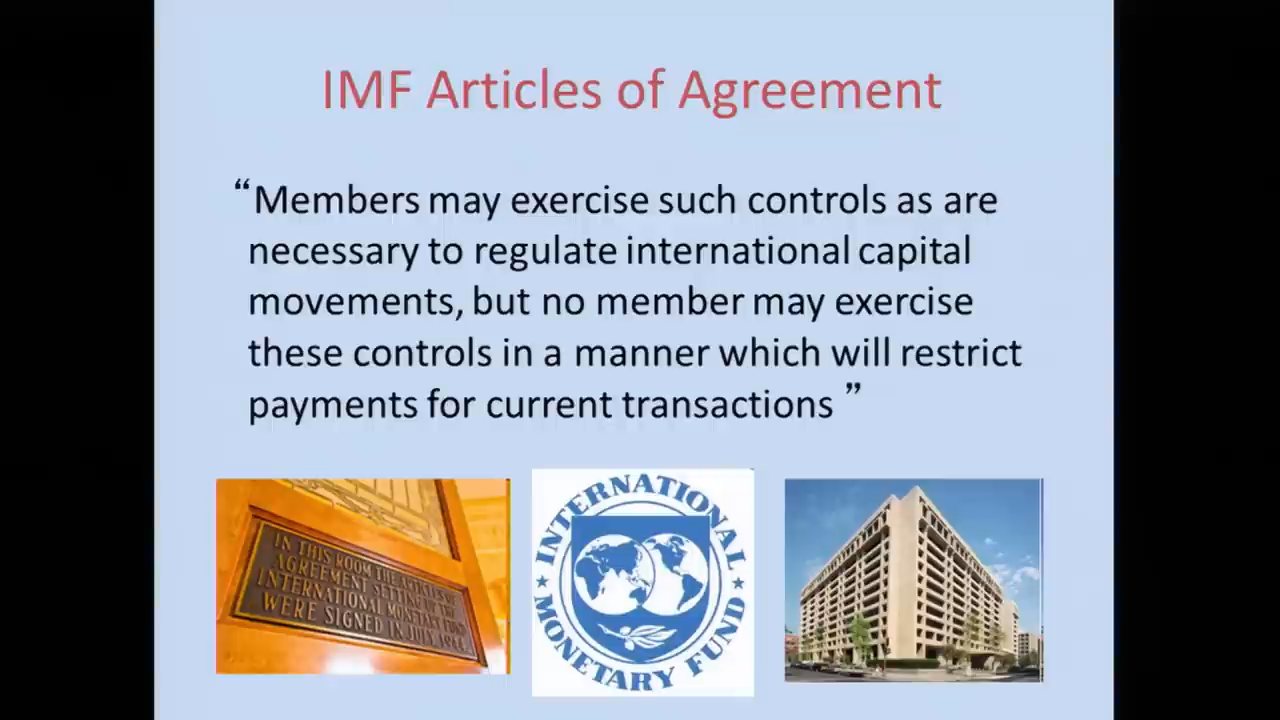 IMF Articles of Agreement
“Members may exercise such controls as are
necessary to regulate international capital
movements, but no member may exercise
these controls in a manner which will restrict
payments for current transactions ”
IN THIS ROOM THE ARTICLES OF
AGREEMENT SETTING UP THE
INTERNATIONAL MONETARY FUND
WERE SIGNED IN JULY 1944
INTERNATIONAL
MONETARY FUND